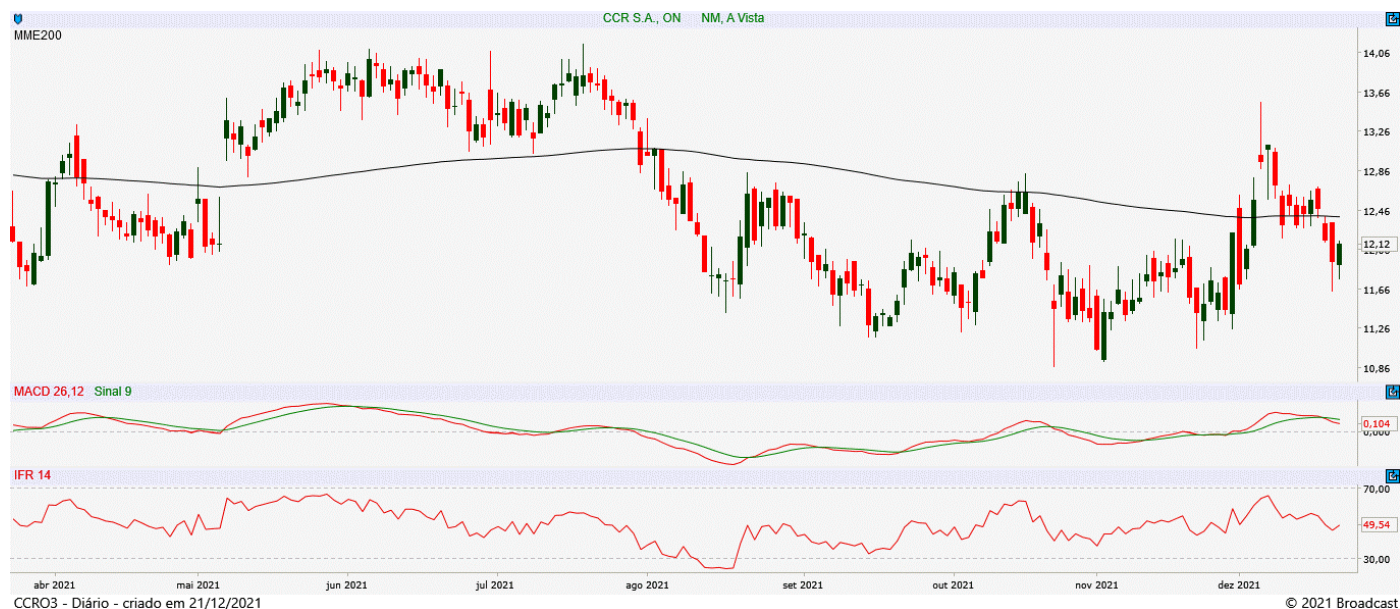 CCR S.A., ON NM, A Vista
MME200
14,06
13,66
13,26
12,86
12,46
12,12
11,66
11,26
10,86
MACD 26,12 Sinal 9
0,104
0,000
IFR 14
70,00
49,54
30,00
abr 2021 mai 2021 jun 2021 jul 2021 ago 2021 set 2021 out 2021 nov 2021 dez 2021
CCRO3 - Diário - criado em 21/12/2021 © 2021 Broadcast